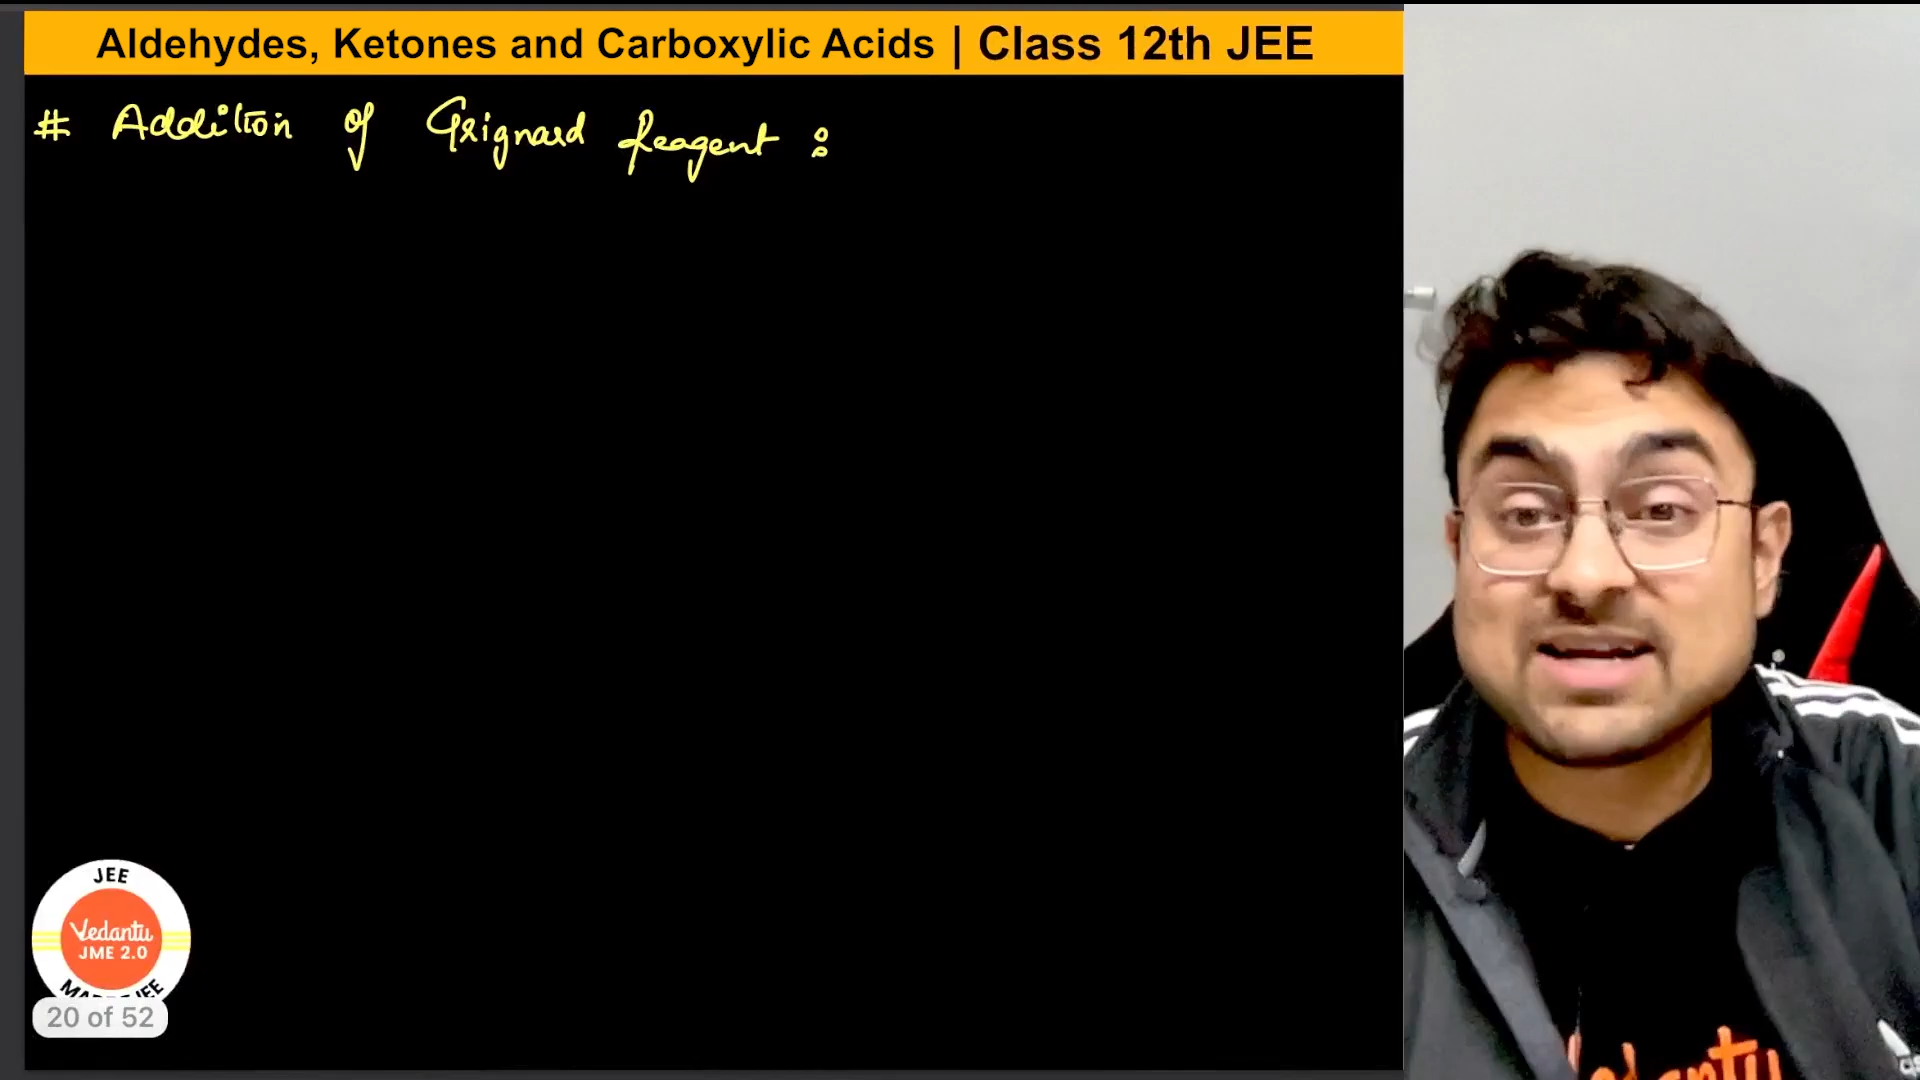 Aldehydes, Ketones and Carboxylic Acids | Class 12th JEE
# Addition of Grignard Reagent :
JEE
Vedantu
JME 2.0
20 of 52
Vedantu